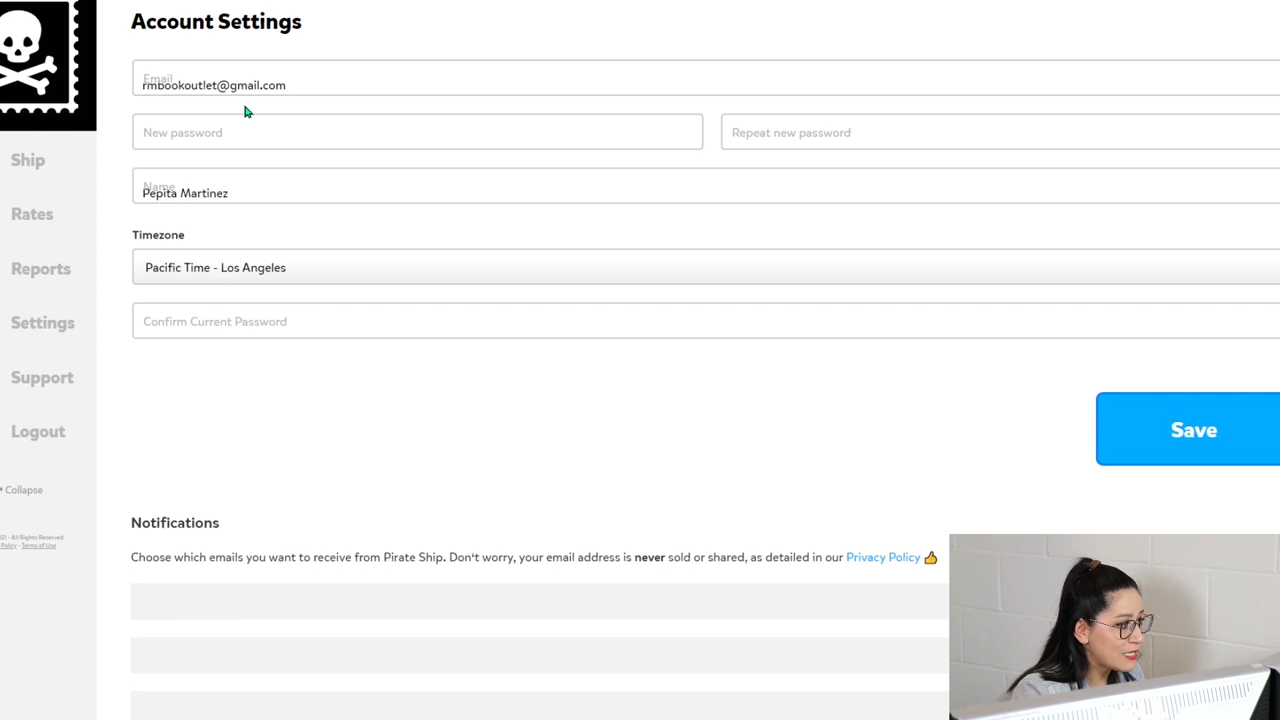 Account Settings
Email
rmbookoutlet@gmail.com
New password
Repeat new password
Name
Pepita Martinez
Timezone
Pacific Time - Los Angeles
Confirm Current Password
Save
Ship
Rates
Reports
Settings
Support
Logout
Collapse
21 - All Rights Reserved
Policy - Terms of Use
Notifications
Choose which emails you want to receive from Pirate Ship. Don't worry, your email address is never sold or shared, as detailed in our Privacy Policy 👍